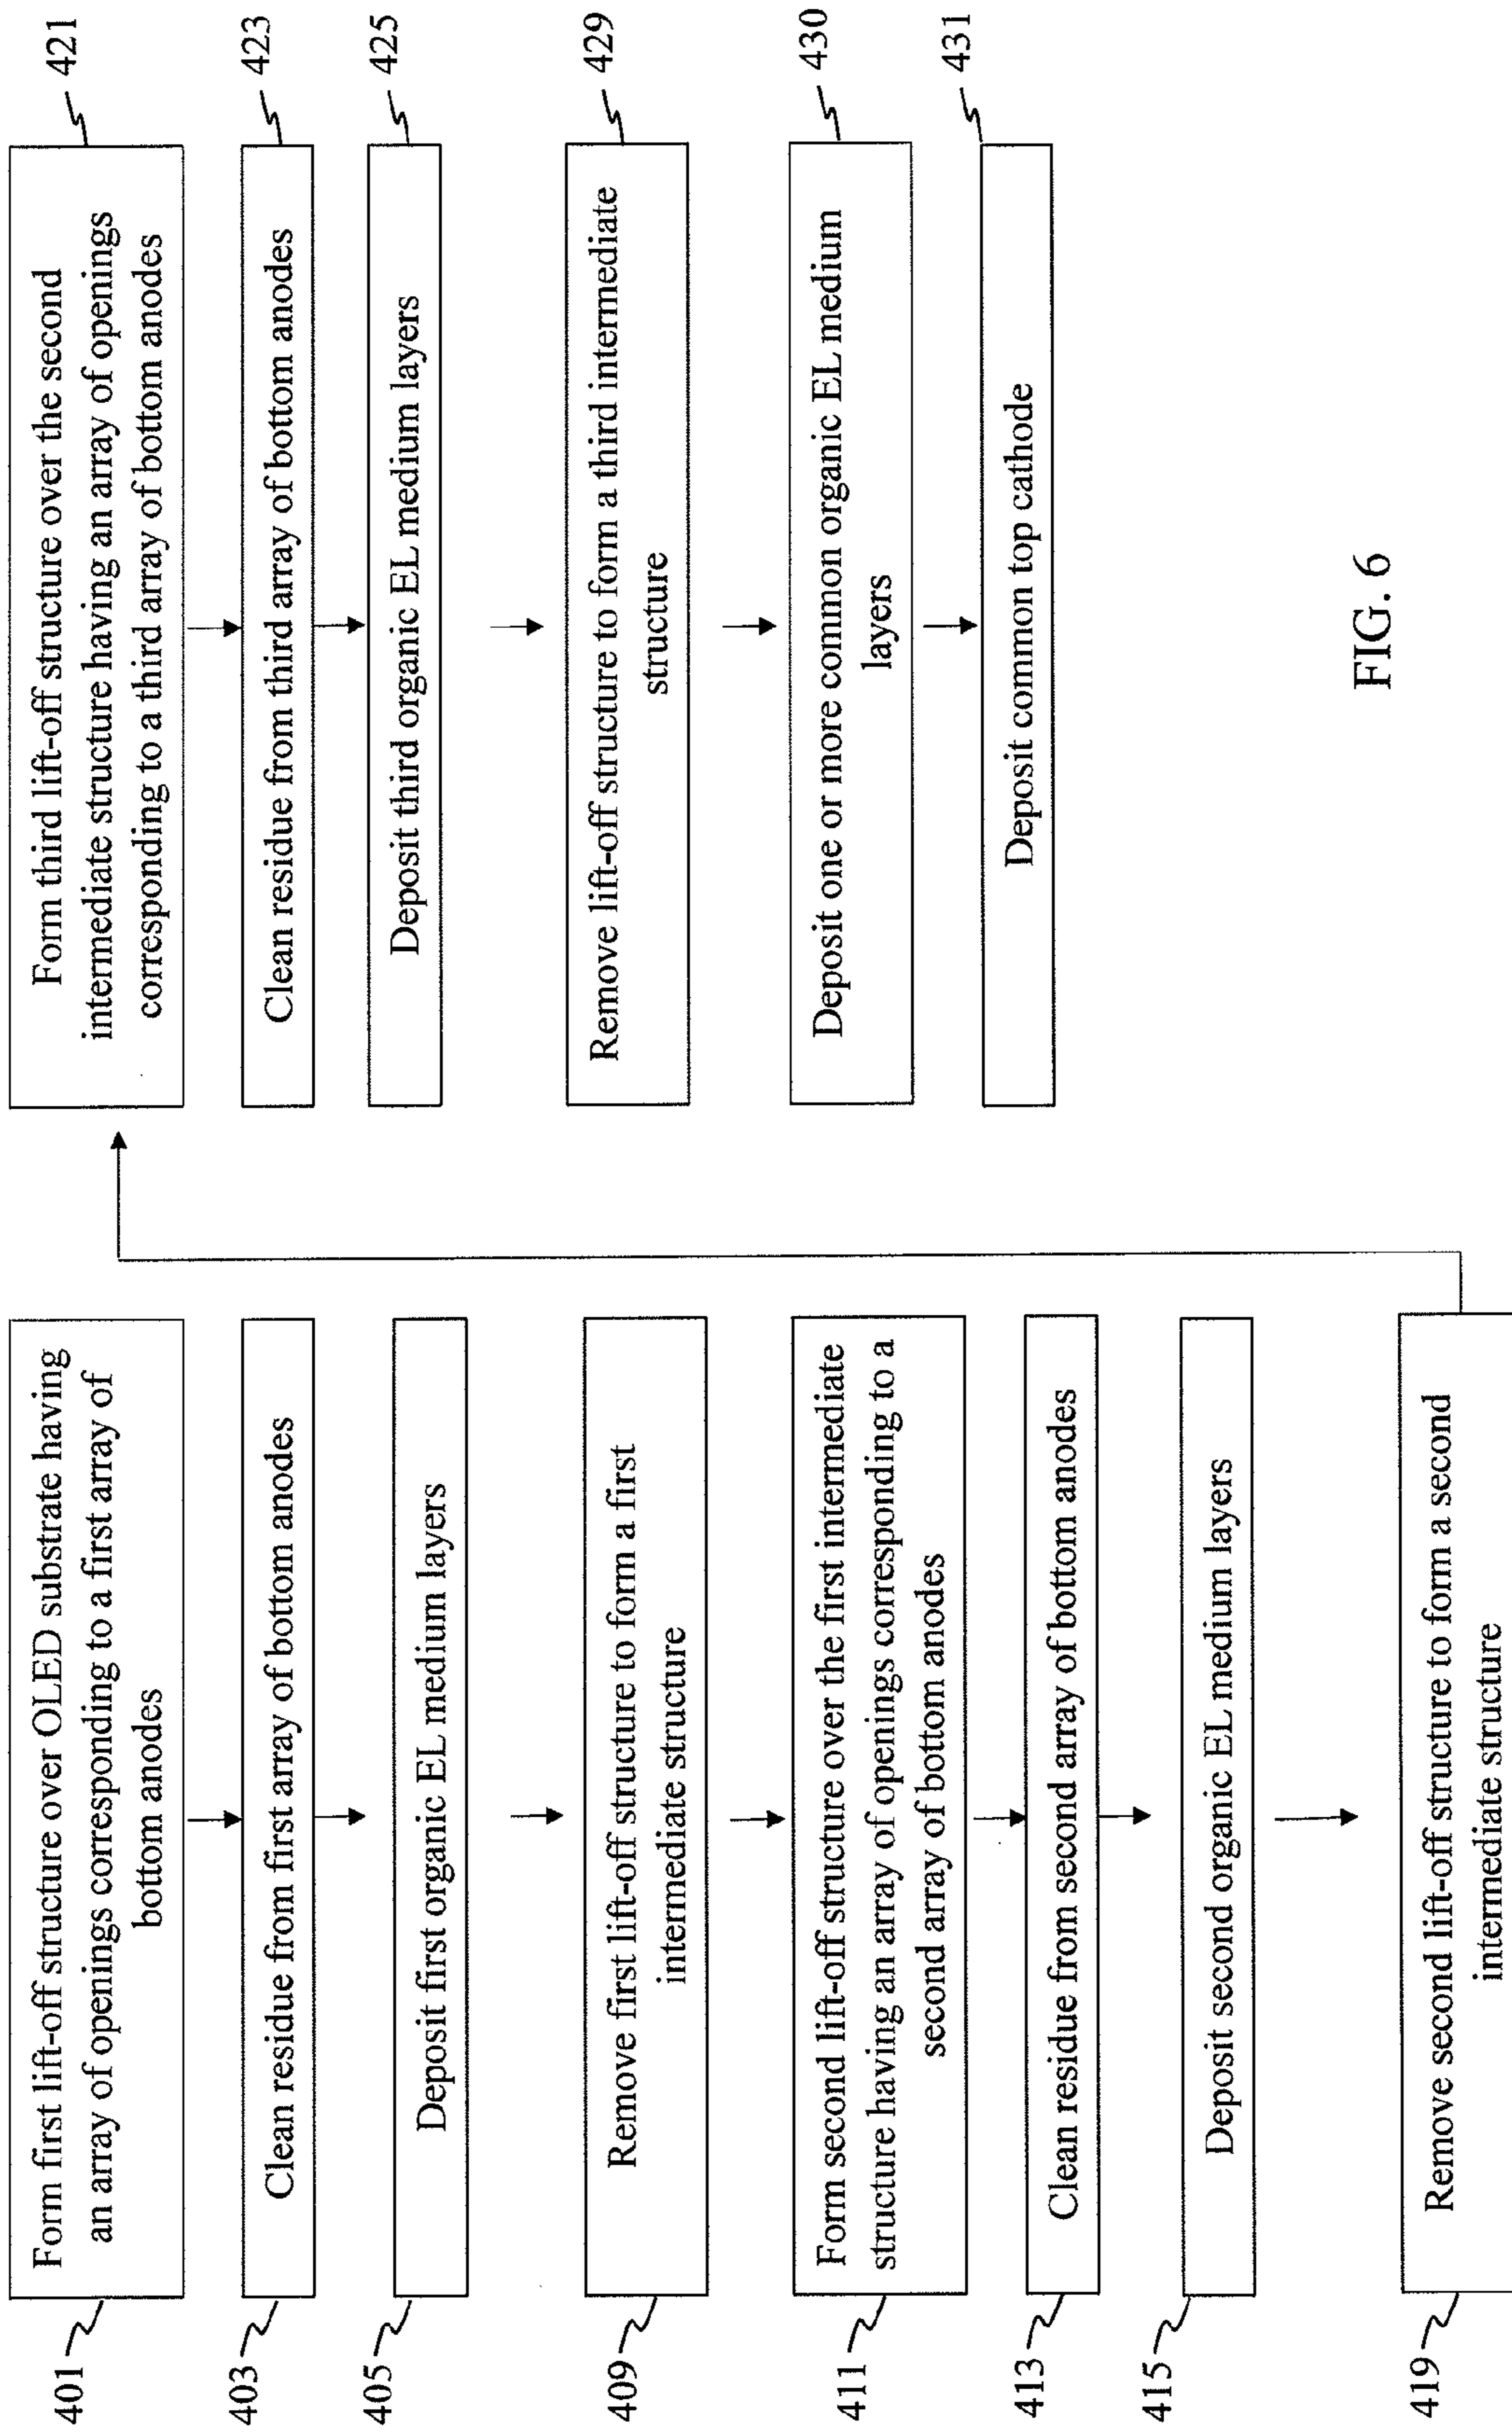 401
Form first lift-off structure over OLED substrate having
an array of openings corresponding to a first array of
bottom anodes
403
Clean residue from first array of bottom anodes
405
Deposit first organic EL medium layers
409
Remove first lift-off structure to form a first
intermediate structure
411
Form second lift-off structure over the first intermediate
structure having an array of openings corresponding to a
second array of bottom anodes
413
Clean residue from second array of bottom anodes
415
Deposit second organic EL medium layers
419
Remove second lift-off structure to form a second
intermediate structure
Form third lift-off structure over the second
intermediate structure having an array of openings
corresponding to a third array of bottom anodes
421
Clean residue from third array of bottom anodes
423
Deposit third organic EL medium layers
425
Remove lift-off structure to form a third intermediate
structure
429
Deposit one or more common organic EL medium
layers
430
Deposit common top cathode
431
FIG. 6